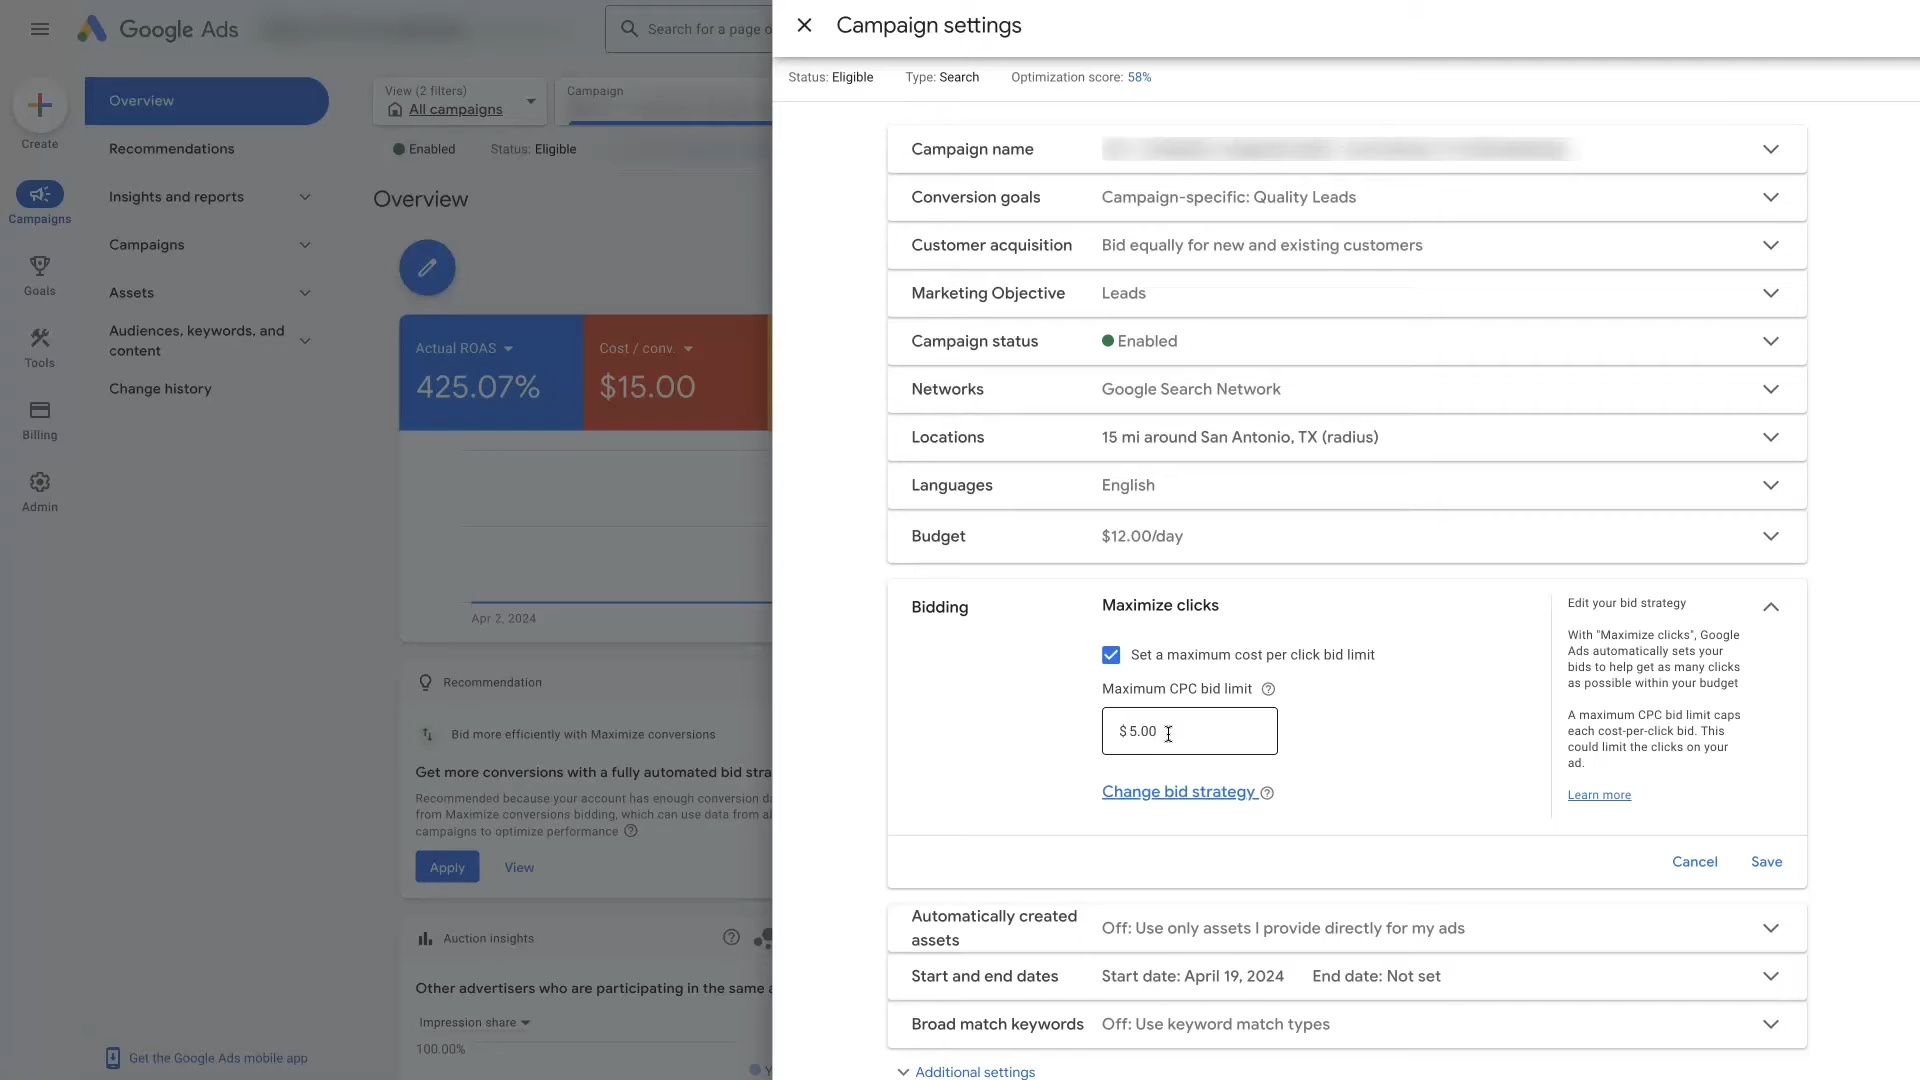 Google Ads
Search for a page o
Create
Campaigns
Goals
Tools
Billing
Admin
Overview
Recommendations
Insights and reports
Campaigns
Assets
Audiences, keywords, and
content
Change history
Get the Google Ads mobile app
View (2 filters)
All campaigns
Campaign
Enabled
Status: Eligible
Overview
Actual ROAS
425.07%
Cost / conv.
$15.00
Apr 2, 2024
Recommendation
Bid more efficiently with Maximize conversions
Get more conversions with a fully automated bid stra
Recommended because your account has enough conversion da
from Maximize conversions bidding, which can use data from al
campaigns to optimize performance
Apply
View
Auction insights
Other advertisers who are participating in the same a
Impression share
100.00%
Y
Campaign settings
Status: Eligible
Type: Search
Optimization score: 58%
Campaign name
Conversion goals
Campaign-specific: Quality Leads
Customer acquisition
Bid equally for new and existing customers
Marketing Objective
Leads
Campaign status
Enabled
Networks
Google Search Network
Locations
15 mi around San Antonio, TX (radius)
Languages
English
Budget
$12.00/day
Bidding
Maximize clicks
Set a maximum cost per click bid limit
Maximum CPC bid limit
$ 5.00
Change bid strategy
Edit your bid strategy
With "Maximize clicks", Google
Ads automatically sets your
bids to help get as many clicks
as possible within your budget
A maximum CPC bid limit caps
each cost-per-click bid. This
could limit the clicks on your
ad.
Learn more
Cancel
Save
Automatically created
assets
Off: Use only assets I provide directly for my ads
Start and end dates
Start date: April 19, 2024
End date: Not set
Broad match keywords
Off: Use keyword match types
Additional settings